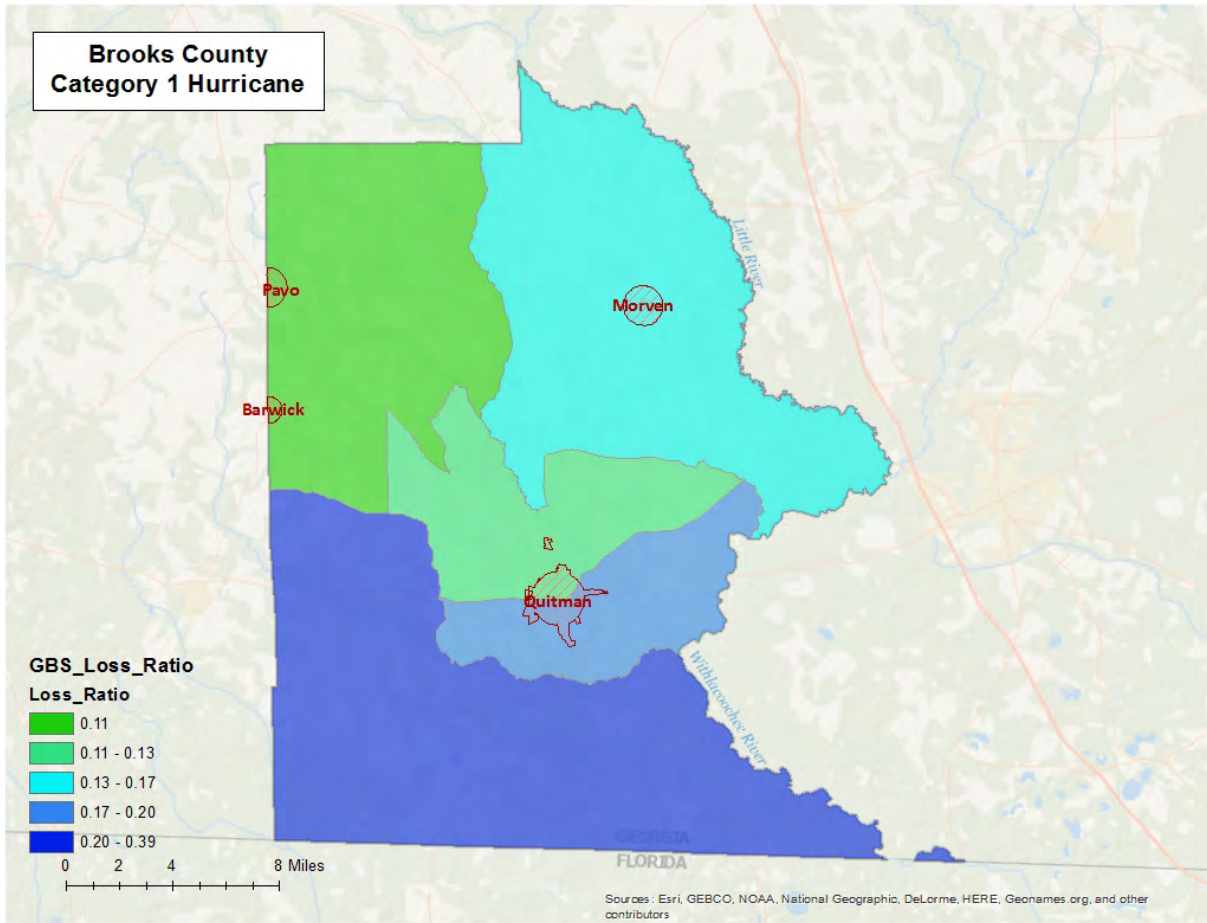 Brooks County
Category 1 Hurricane
Little River
Pavo
Morven
Barwick
Quitman
Withlacoochee River
GBS_Loss_Ratio
Loss_Ratio
0.11
0.11 - 0.13
0.13 - 0.17
0.17 - 0.20
0.20 - 0.39
GEORGIA
FLORIDA
0 2 4 8 Miles
Sources: Esri, GEBCO, NOAA, National Geographic, DeLorme, HERE, Geonames.org, and other
contributors